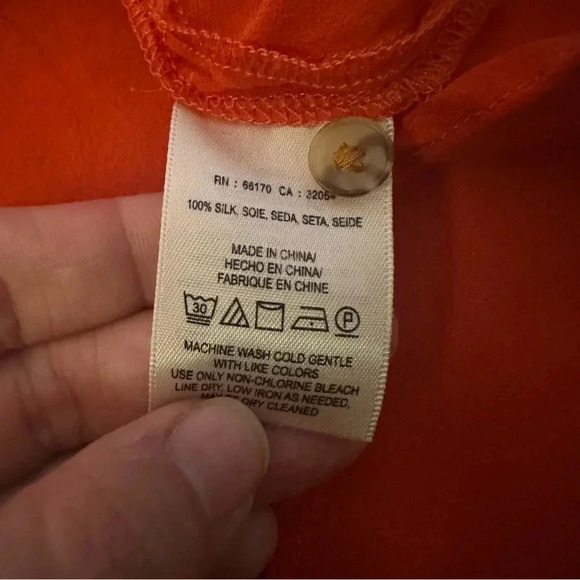 RN : 66170 CA : 32054
100% SILK, SOIE, SEDA, SETA, SEIDE
MADE IN CHINA/
HECHO EN CHINA/
FABRIQUE EN CHINE
30 P
MACHINE WASH COLD GENTLE
WITH LIKE COLORS
USE ONLY NON-CHLORINE BLEACH
LINE DRY, LOW IRON AS NEEDED,
MAY BE DRY CLEANED